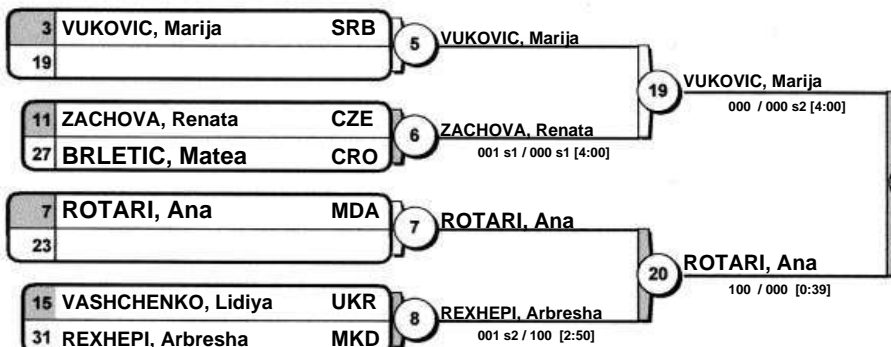 3 VUKOVIC, Marija SRB
19
5
VUKOVIC, Marija
11 ZACHOVA, Renata CZE
27 BRLETIC, Matea CRO
6
ZACHOVA, Renata
001 s1 / 000 s1 [4:00]
19
VUKOVIC, Marija
000 / 000 s2 [4:00]
7 ROTARI, Ana MDA
23
7
ROTARI, Ana
15 VASHCHENKO, Lidiya UKR
31 REXHEPI, Arbresha MKD
8
REXHEPI, Arbresha
001 s2 / 100 [2:50]
20
ROTARI, Ana
100 / 000 [0:39]